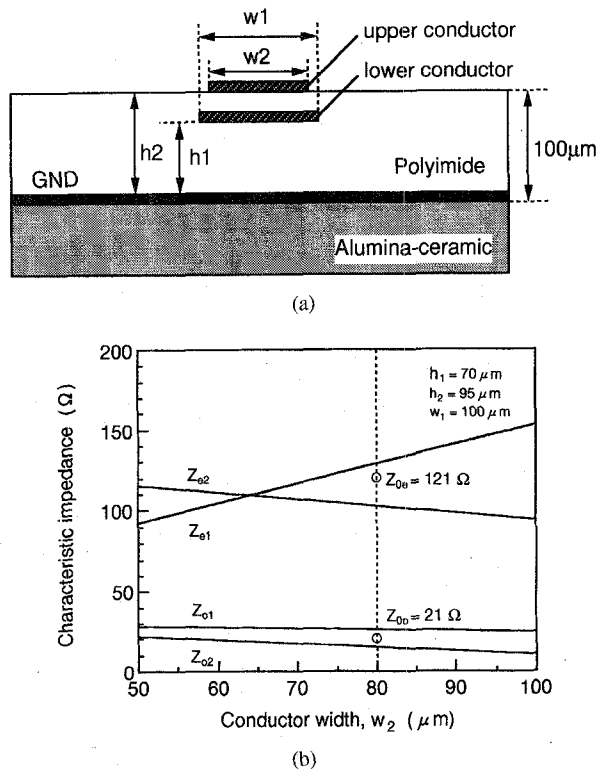 w1
w2
upper conductor
lower conductor
h2
h1
100μm
GND
Polyimide
Alumina-ceramic
(a)
Characteristic impedance (Ω)
200
150
100
50
0
h₁ = 70 μm
h₂ = 95 μm
w₁ = 100 μm
Zₑ₂
Z₀ₑ = 121 Ω
Zₑ₁
Zₒ₁
Z₀ₒ = 21 Ω
Zₒ₂
50
60
70
80
90
100
Conductor width, w₂ (μm)
(b)